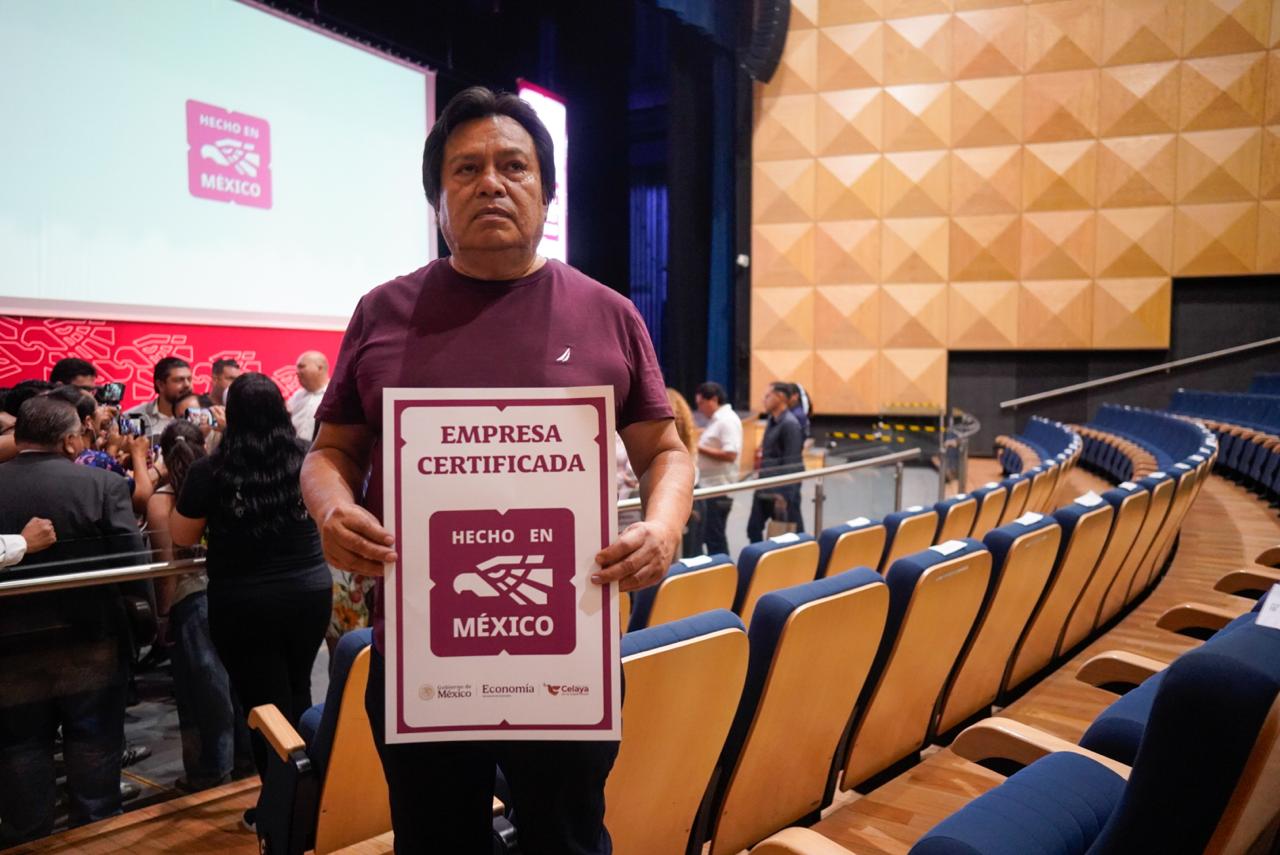 HECHO EN
MÉXICO
EMPRESA
CERTIFICADA
HECHO EN
MÉXICO
Gobierno de
México
Economía
Celaya